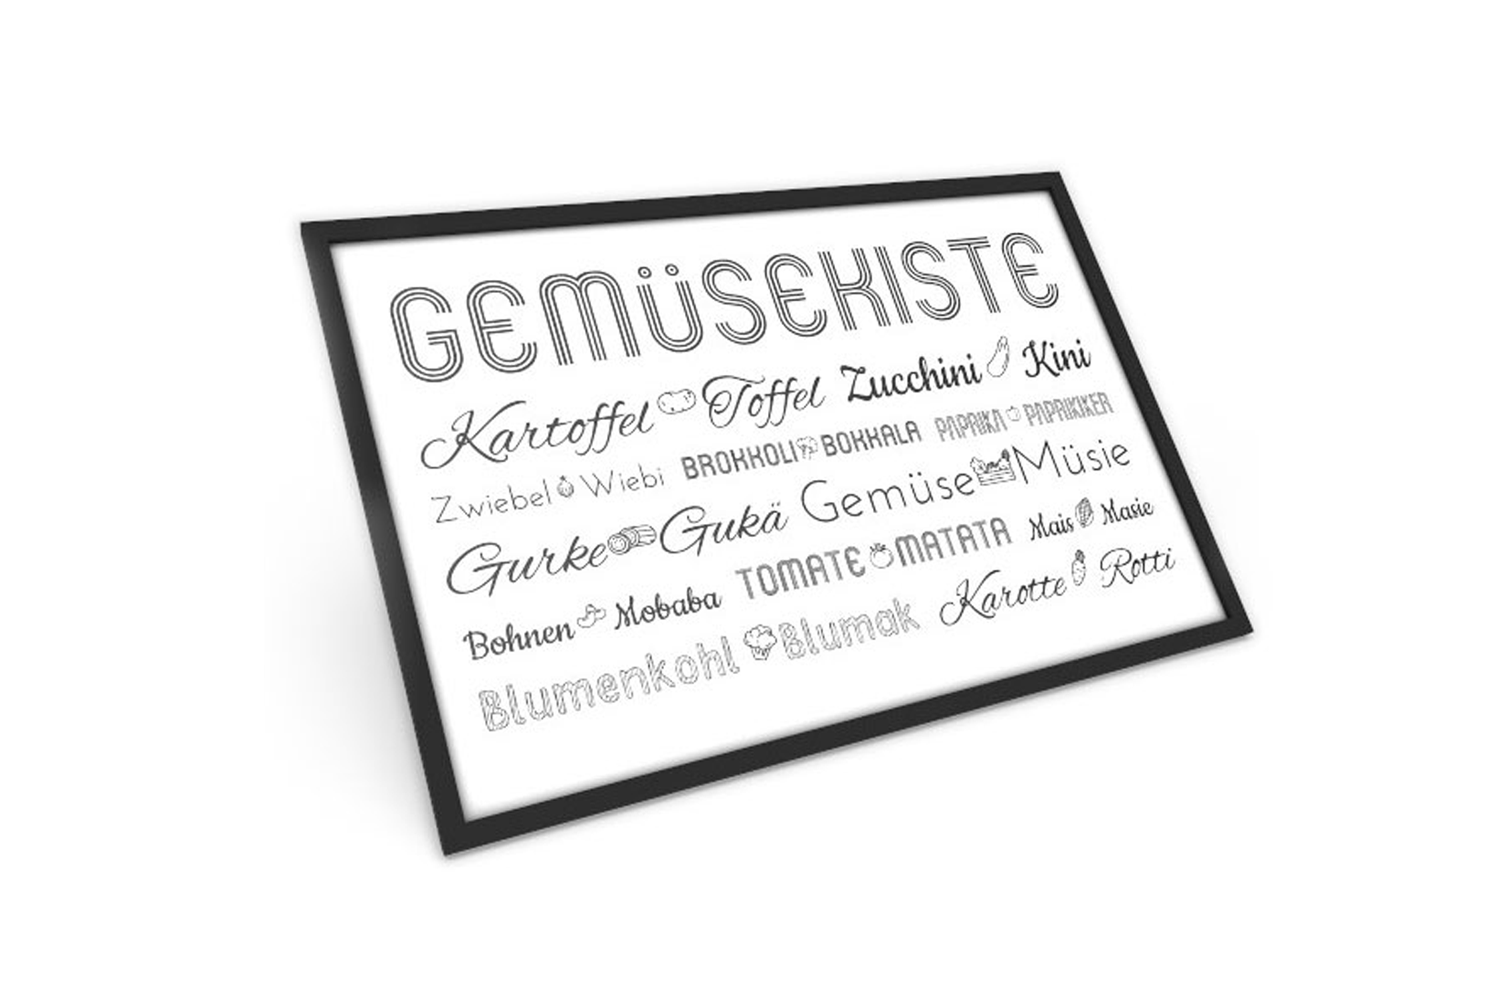 GEMÜSEKISTE
Kartoffel Toffel Zucchini Kini
Zwiebel Wiebi BROKKOLI BOKKALA PAPRIKA PAPRIKIKER
Gurke Gukä Gemüse Müsie
Bohnen Mobaba TOMATE MATATA Mais Masie
Blumenkohl Blumak Karotte Rotti